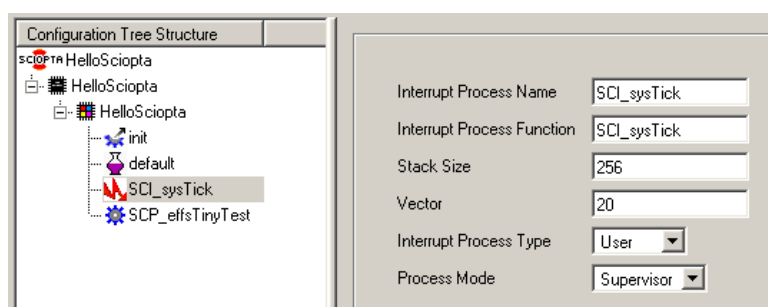 Configuration Tree Structure
SCIOPTA HelloSciopta
HelloSciopta
HelloSciopta
init
default
SCI_sysTick
SCP_effsTinyTest
Interrupt Process Name SCI_sysTick
Interrupt Process Function SCI_sysTick
Stack Size 256
Vector 20
Interrupt Process Type User
Process Mode Supervisor